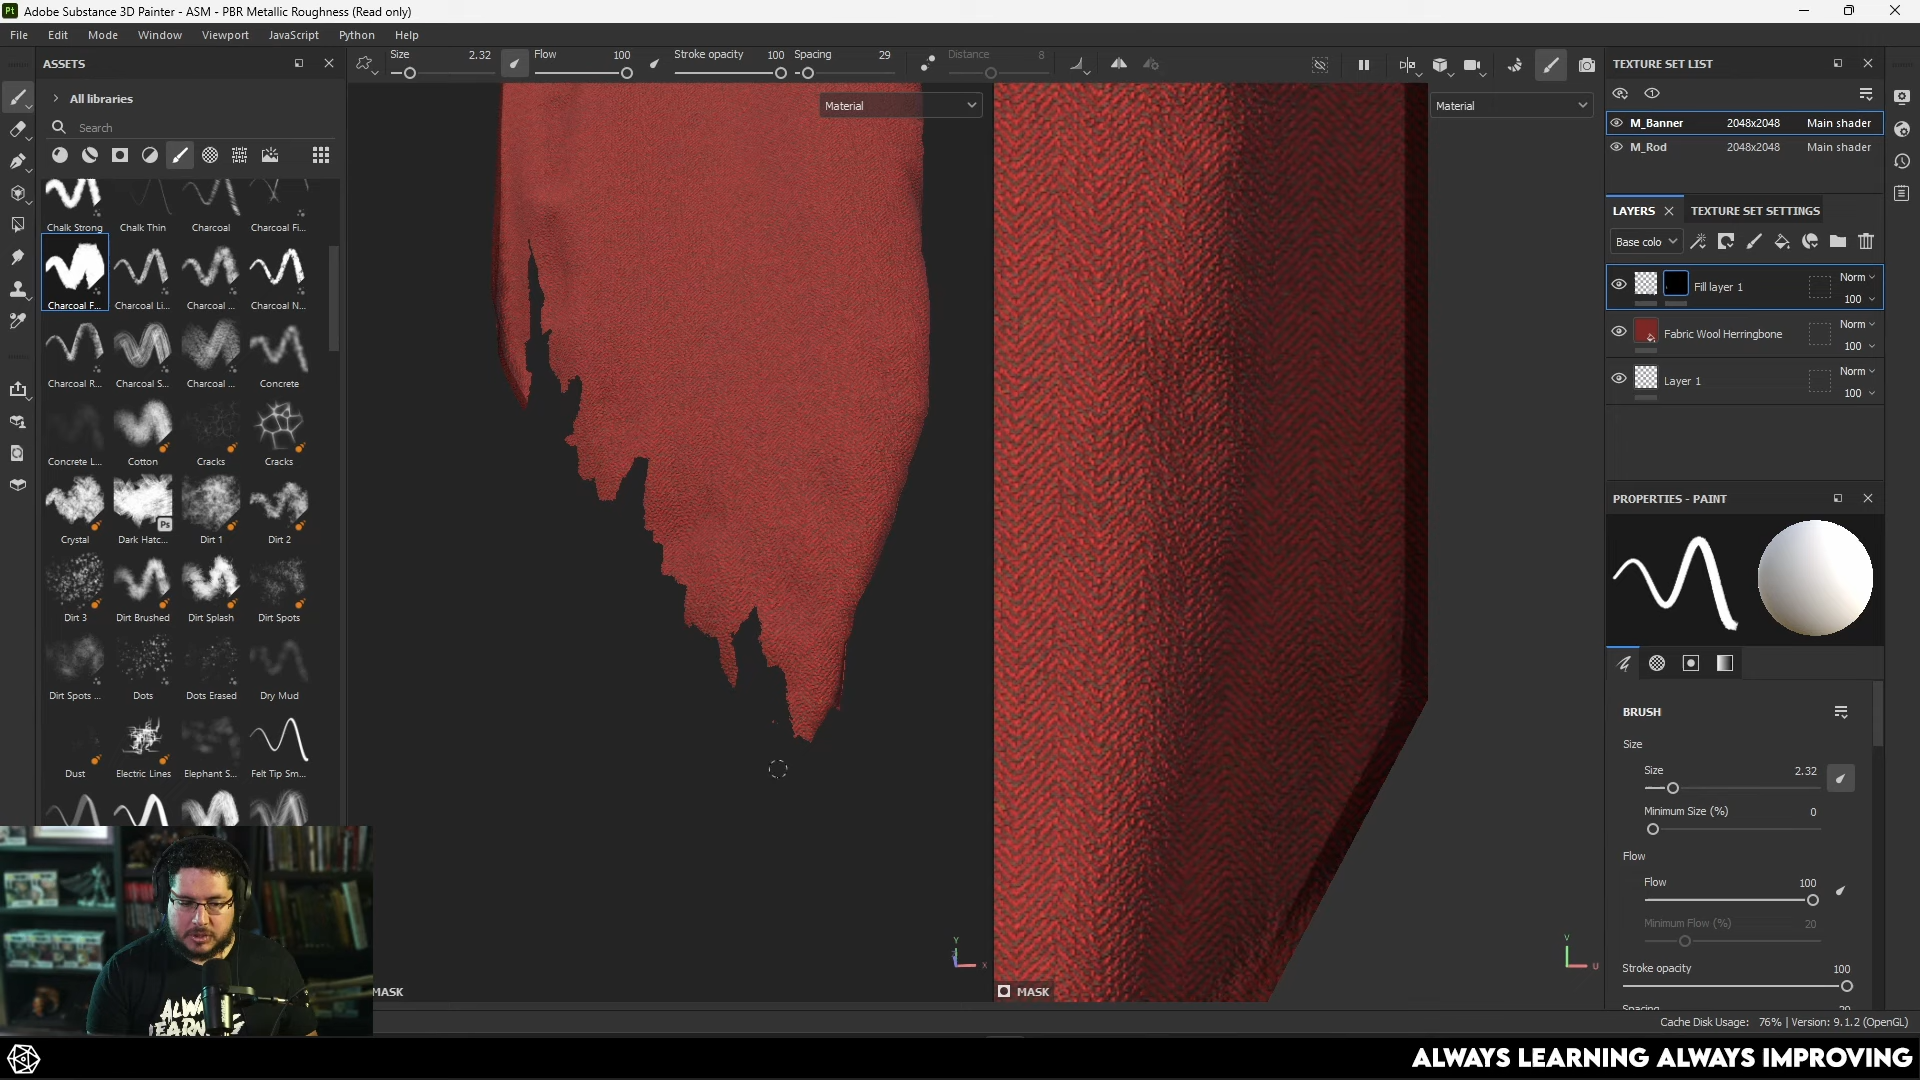 Pt Adobe Substance 3D Painter - ASM - PBR Metallic Roughness (Read only)
File Edit Mode Window Viewport JavaScript Python Help
ASSETS
Size 2.32 Flow 100 Stroke opacity 100 Spacing 29 Distance 8
All libraries
Search
Chalk Strong Chalk Thin Charcoal Charcoal Fi...
Charcoal F... Charcoal Li... Charcoal ... Charcoal N...
Charcoal R... Charcoal S... Charcoal ... Concrete
Concrete L... Cotton Cracks Cracks
Ps
Crystal Dark Hatc... Dirt 1 Dirt 2
Dirt 3 Dirt Brushed Dirt Splash Dirt Spots
Dirt Spots ... Dots Dots Erased Dry Mud
Dust Electric Lines Elephant S... Felt Tip Sm...
Material
Y
X
MASK
Material
V
U
MASK
TEXTURE SET LIST
M_Banner 2048x2048 Main shader
M_Rod 2048x2048 Main shader
LAYERS TEXTURE SET SETTINGS
Base colo
Fill layer 1 Norm 100
Fabric Wool Herringbone Norm 100
Layer 1 Norm 100
PROPERTIES - PAINT
BRUSH
Size
Size 2.32
Minimum Size (%) 0
Flow
Flow 100
Minimum Flow (%) 20
Stroke opacity 100
Cache Disk Usage: 76% | Version: 9.1.2 (OpenGL)
ALWAYS LEARNING ALWAYS IMPROVING